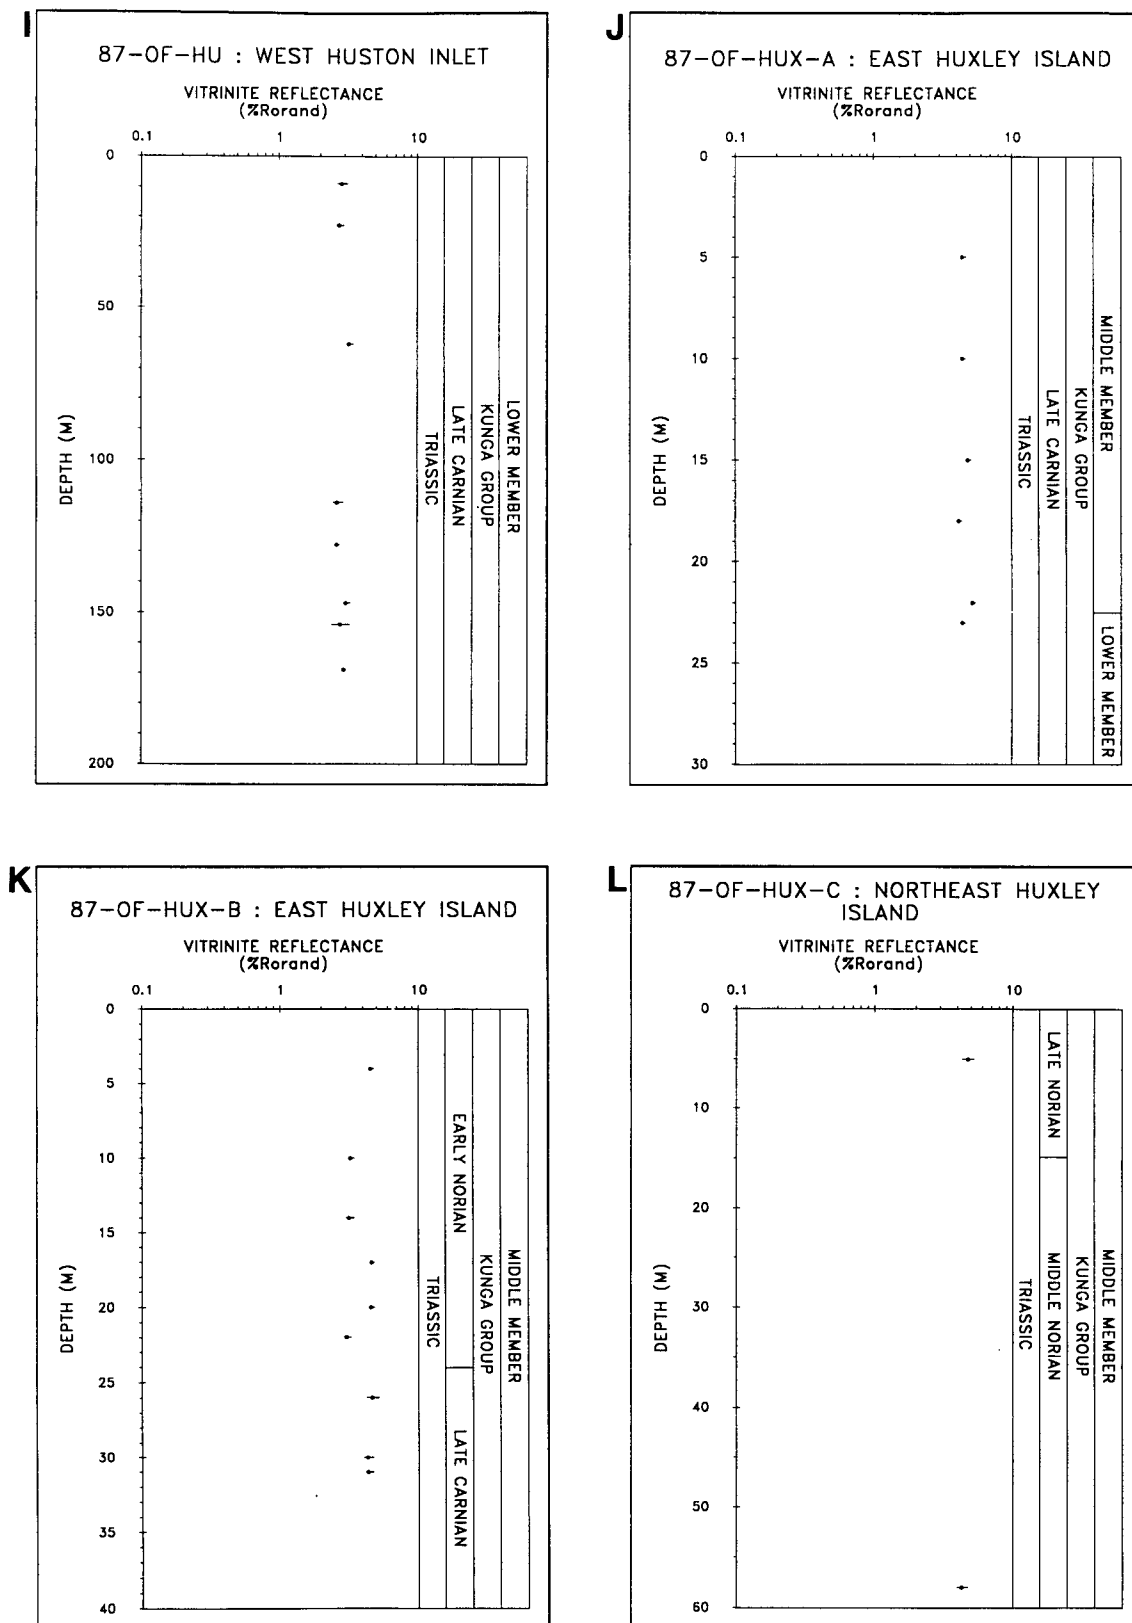 I
87-OF-HU : WEST HUSTON INLET
VITRINITE REFLECTANCE
(%Rorand)
0.1 1 10
0
50
100
150
200
DEPTH (M)
TRIASSIC
LATE CARNIAN
KUNGA GROUP
LOWER MEMBER
J
87-OF-HUX-A : EAST HUXLEY ISLAND
VITRINITE REFLECTANCE
(%Rorand)
0.1 1 10
0
5
10
15
20
25
30
DEPTH (M)
TRIASSIC
LATE CARNIAN
KUNGA GROUP
MIDDLE MEMBER
LOWER MEMBER
K
87-OF-HUX-B : EAST HUXLEY ISLAND
VITRINITE REFLECTANCE
(%Rorand)
0.1 1 10
0
5
10
15
20
25
30
35
40
DEPTH (M)
TRIASSIC
EARLY NORIAN
LATE CARNIAN
KUNGA GROUP
MIDDLE MEMBER
L
87-OF-HUX-C : NORTHEAST HUXLEY
ISLAND
VITRINITE REFLECTANCE
(%Rorand)
0.1 1 10
0
10
20
30
40
50
60
DEPTH (M)
TRIASSIC
LATE NORIAN
MIDDLE NORIAN
KUNGA GROUP
MIDDLE MEMBER